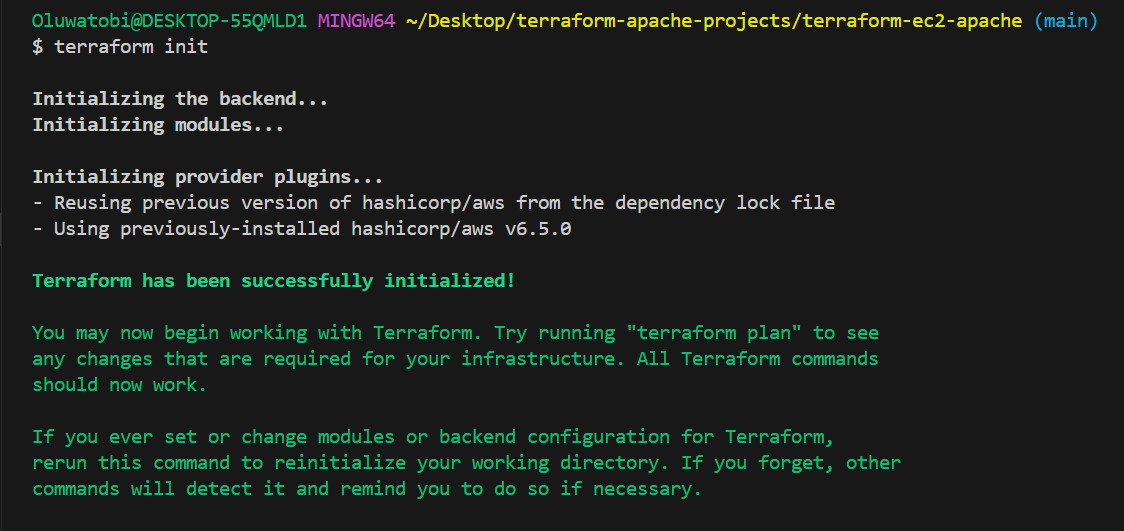 Oluwatobi@DESKTOP-55QMLD1 MINGW64 ~/Desktop/terraform-apache-projects/terraform-ec2-apache (main)
$ terraform init
Initializing the backend...
Initializing modules...
Initializing provider plugins...
- Reusing previous version of hashicorp/aws from the dependency lock file
- Using previously-installed hashicorp/aws v6.5.0
Terraform has been successfully initialized!
You may now begin working with Terraform. Try running "terraform plan" to see
any changes that are required for your infrastructure. All Terraform commands
should now work.
If you ever set or change modules or backend configuration for Terraform,
rerun this command to reinitialize your working directory. If you forget, other
commands will detect it and remind you to do so if necessary.